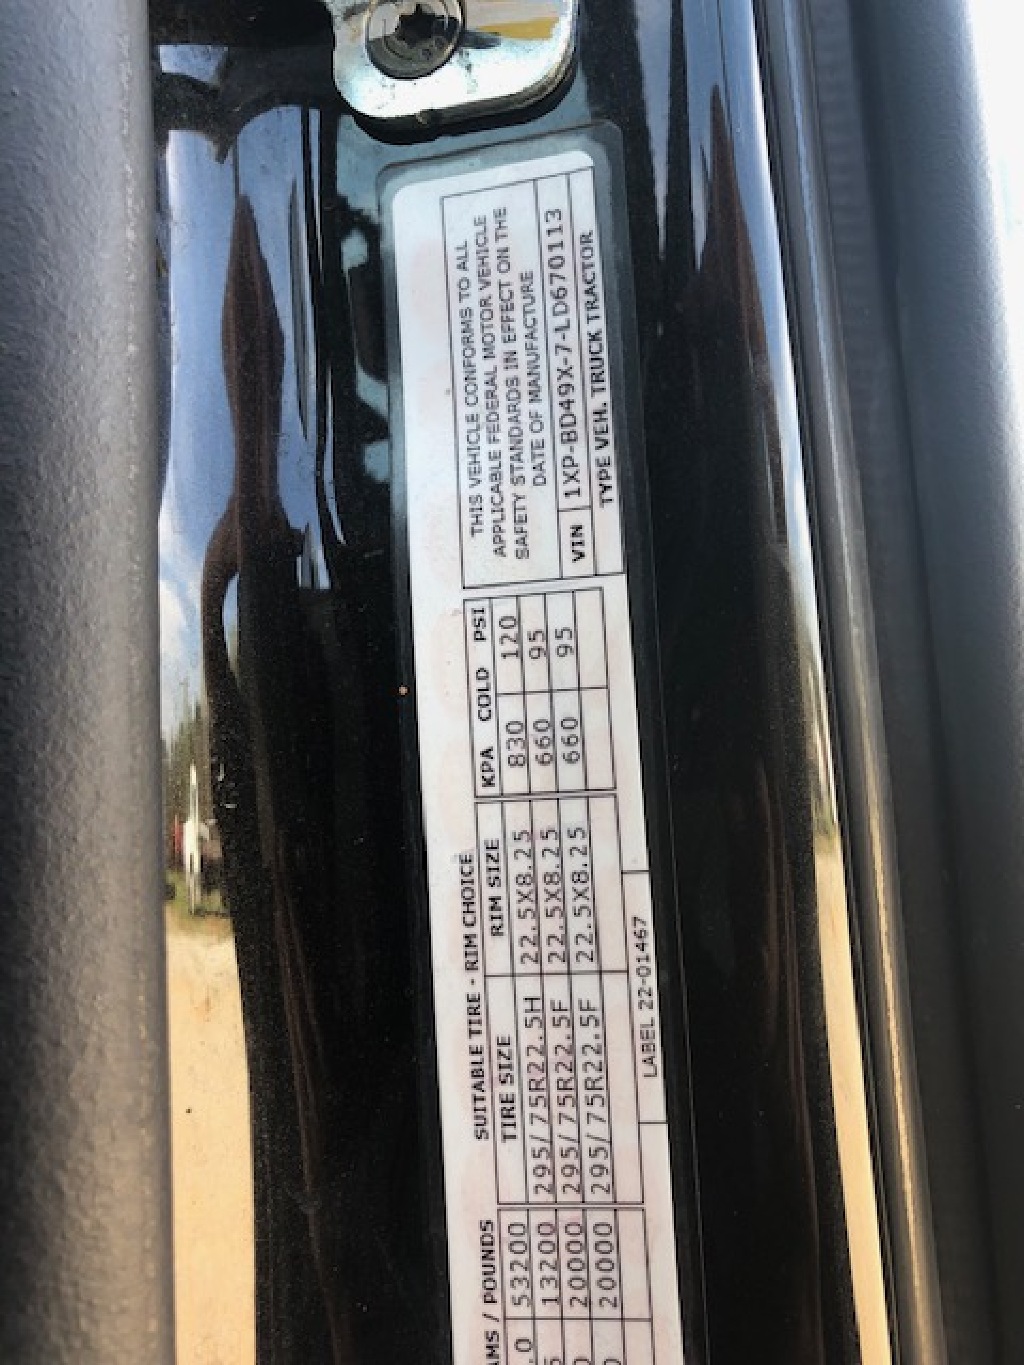 AMS / POUNDS
.0 53200
13200
20000
20000
SUITABLE TIRE - RIM CHOICE
TIRE SIZE RIM SIZE
295/75R22.5H 22.5X8.25
295/75R22.5F 22.5X8.25
295/75R22.5F 22.5X8.25
KPA COLD PSI
830 120
660 95
660 95
LABEL 22-01467
THIS VEHICLE CONFORMS TO ALL
APPLICABLE FEDERAL MOTOR VEHICLE
SAFETY STANDARDS IN EFFECT ON THE
DATE OF MANUFACTURE
VIN 1XP-BD49X-7-LD670113
TYPE VEH. TRUCK TRACTOR